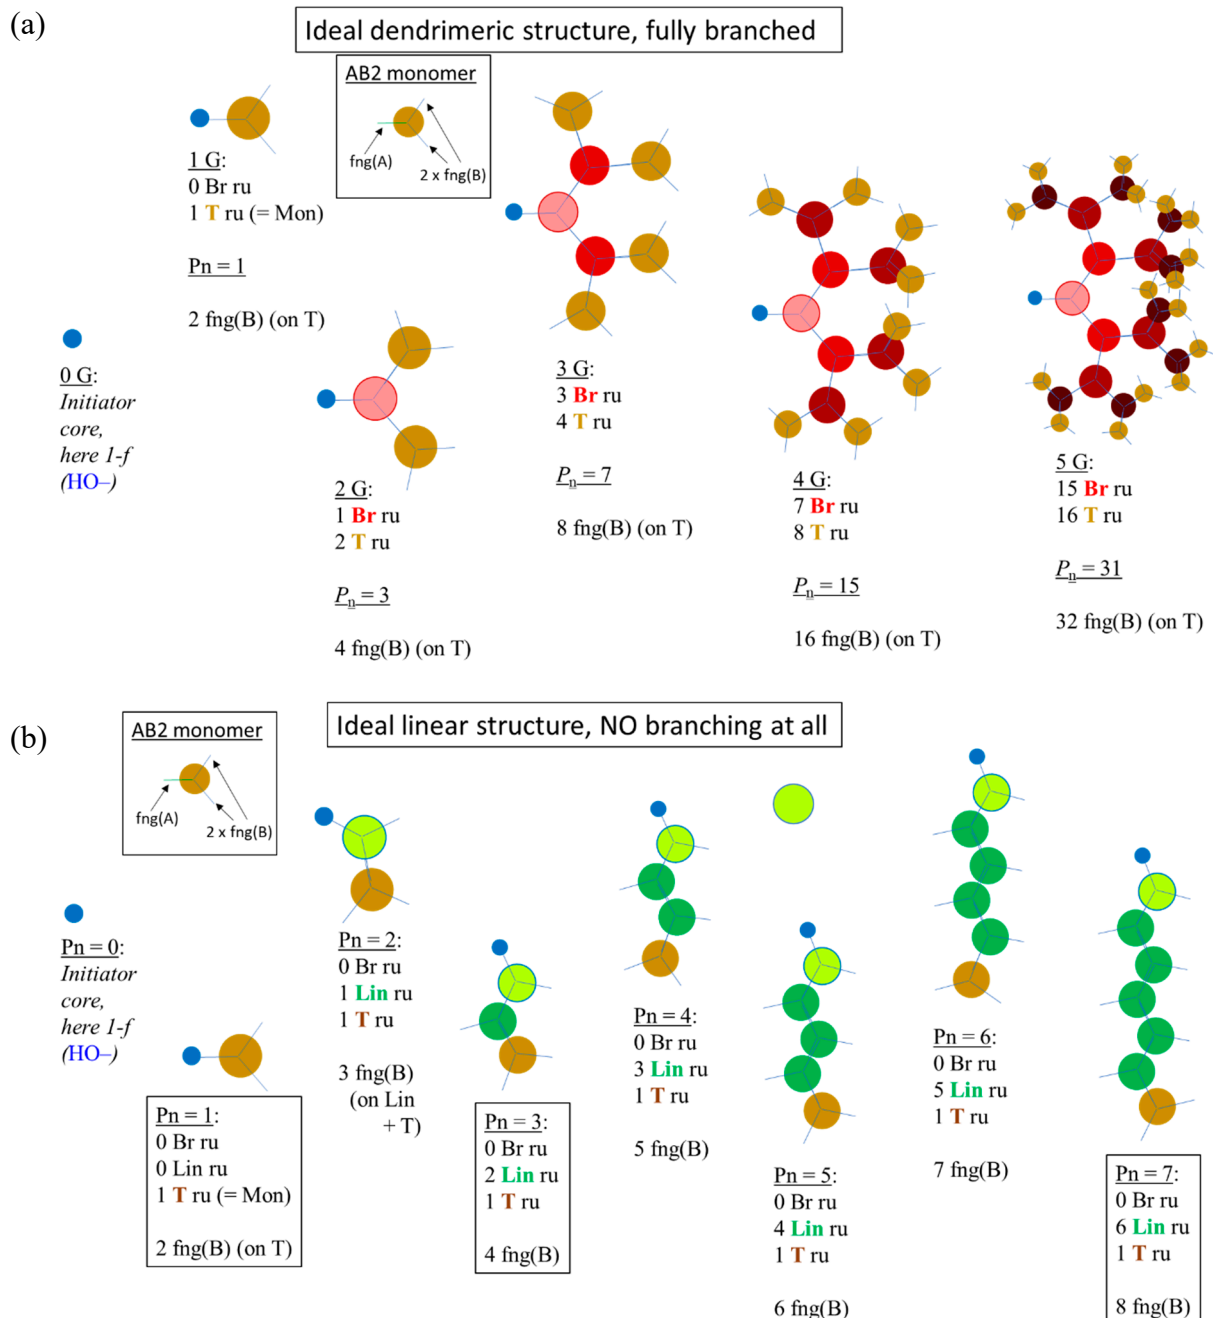 (a)
Ideal dendrimeric structure, fully branched
AB2 monomer
fng(A)
2 x fng(B)
1 G:
0 Br ru
1 T ru (= Mon)
Pn = 1
2 fng(B) (on T)
0 G:
Initiator
core,
here 1-f
(HO–)
2 G:
1 Br ru
2 T ru
Pn = 3
4 fng(B) (on T)
3 G:
3 Br ru
4 T ru
Pn = 7
8 fng(B) (on T)
4 G:
7 Br ru
8 T ru
Pn = 15
16 fng(B) (on T)
5 G:
15 Br ru
16 T ru
Pn = 31
32 fng(B) (on T)
(b)
Ideal linear structure, NO branching at all
AB2 monomer
fng(A)
2 x fng(B)
Pn = 0:
Initiator
core,
here 1-f
(HO–)
Pn = 1:
0 Br ru
0 Lin ru
1 T ru (= Mon)
2 fng(B) (on T)
Pn = 2:
0 Br ru
1 Lin ru
1 T ru
3 fng(B)
(on Lin
+ T)
Pn = 3:
0 Br ru
2 Lin ru
1 T ru
4 fng(B)
Pn = 4:
0 Br ru
3 Lin ru
1 T ru
5 fng(B)
Pn = 5:
0 Br ru
4 Lin ru
1 T ru
6 fng(B)
Pn = 6:
0 Br ru
5 Lin ru
1 T ru
7 fng(B)
Pn = 7:
0 Br ru
6 Lin ru
1 T ru
8 fng(B)